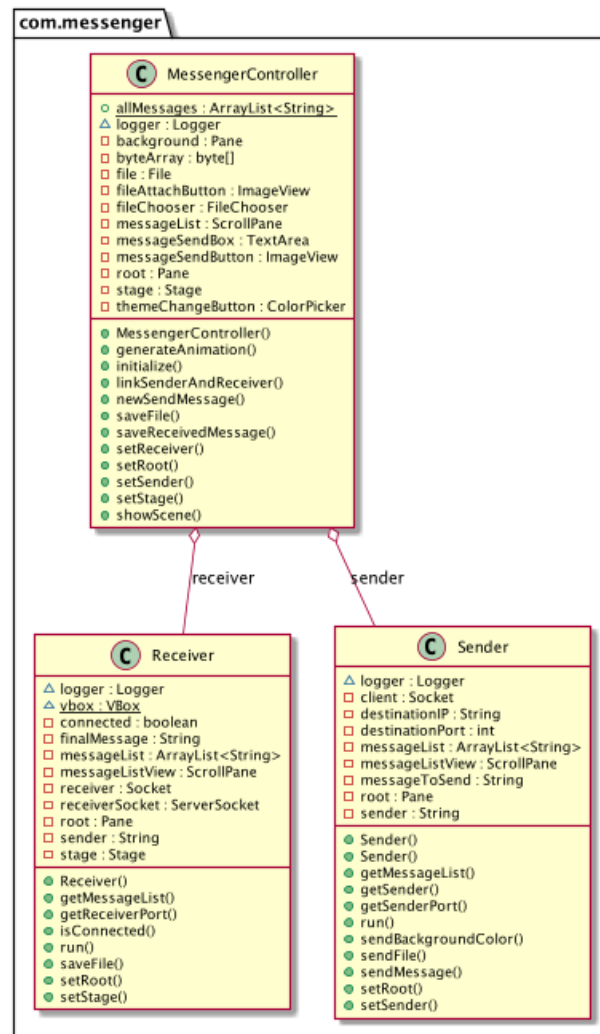 com.messenger
C MessengerController
allMessages : ArrayList<String>
logger : Logger
background : Pane
byteArray : byte[]
file : File
fileAttachButton : ImageView
fileChooser : FileChooser
messageList : ScrollPane
messageSendBox : TextArea
messageSendButton : ImageView
root : Pane
stage : Stage
themeChangeButton : ColorPicker
MessengerController()
generateAnimation()
initialize()
linkSenderAndReceiver()
newSendMessage()
saveFile()
saveReceivedMessage()
setReceiver()
setRoot()
setSender()
setStage()
showScene()
receiver
sender
C Receiver
logger : Logger
vbox : VBox
connected : boolean
finalMessage : String
messageList : ArrayList<String>
messageListView : ScrollPane
receiver : Socket
receiverSocket : ServerSocket
root : Pane
sender : String
stage : Stage
Receiver()
getMessageList()
getReceiverPort()
isConnected()
run()
saveFile()
setRoot()
setStage()
C Sender
logger : Logger
client : Socket
destinationIP : String
destinationPort : int
messageList : ArrayList<String>
messageListView : ScrollPane
messageToSend : String
root : Pane
sender : String
Sender()
Sender()
getMessageList()
getSender()
getSenderPort()
run()
sendBackgroundColor()
sendFile()
sendMessage()
setRoot()
setSender()